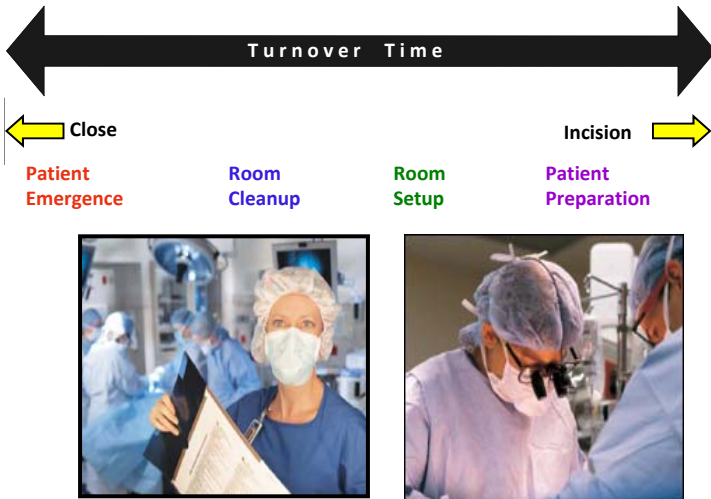 Turnover Time
Close
Incision
Patient
Emergence
Room
Cleanup
Room
Setup
Patient
Preparation